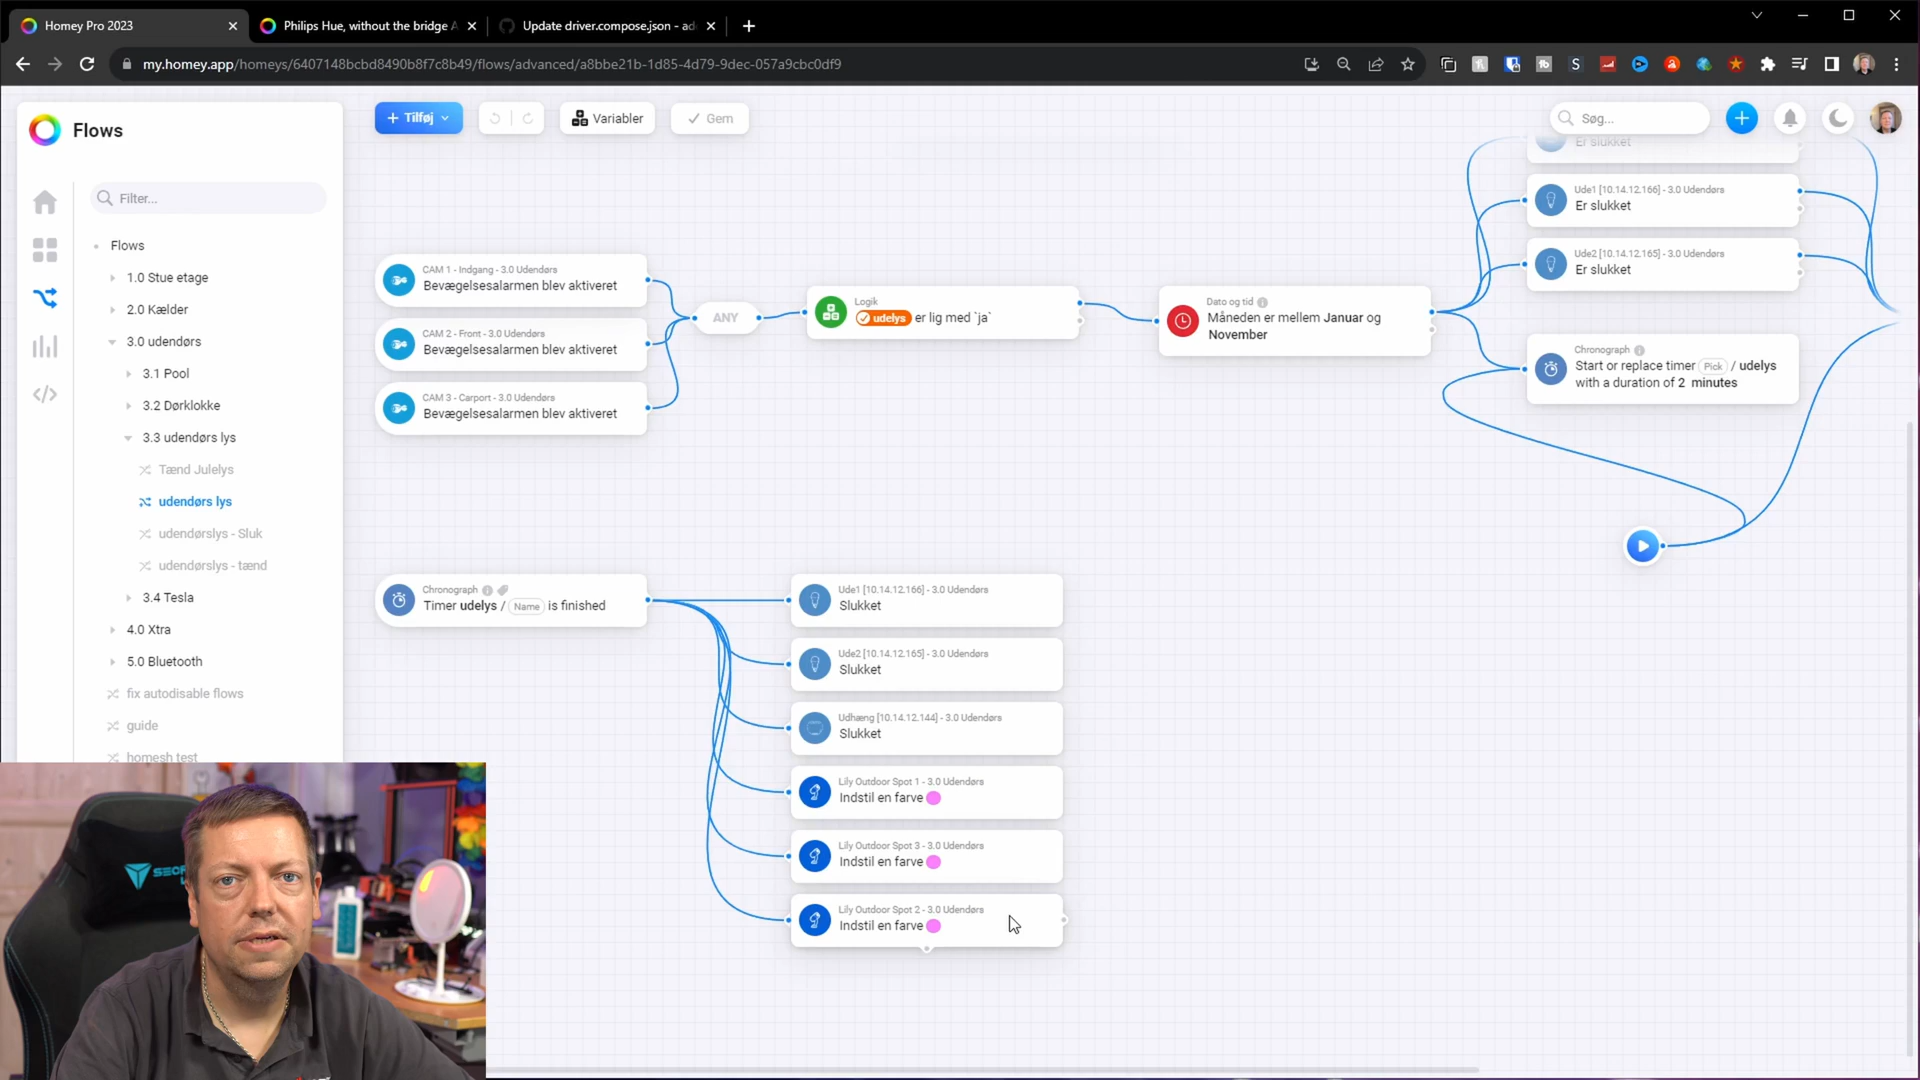 Homey Pro 2023
Philips Hue, without the bridge A
Update driver.compose.json - ad
my.homey.app/homeys/6407148bcbd8490b8f7c8b49/flows/advanced/a8bbe21b-1d85-4d79-9dec-057a9cbc0df9
Flows
Tilføj
Variabler
Gem
Søg...
Filter...
Flows
1.0 Stue etage
2.0 Kælder
3.0 udendørs
3.1 Pool
3.2 Dørklokke
3.3 udendørs lys
Tænd Julelys
udendørs lys
udendørslys - Sluk
udendørslys - tænd
3.4 Tesla
4.0 Xtra
5.0 Bluetooth
fix autodisable flows
guide
homesh test
CAM 1 - Indgang - 3.0 Udendørs
Bevægelsesalarmen blev aktiveret
CAM 2 - Front - 3.0 Udendørs
Bevægelsesalarmen blev aktiveret
CAM 3 - Carport - 3.0 Udendørs
Bevægelsesalarmen blev aktiveret
ANY
Logik
udelys er lig med `ja`
Dato og tid
Måneden er mellem Januar og
November
Er slukket
Ude1 [10.14.12.166] - 3.0 Udendørs
Er slukket
Ude2 [10.14.12.165] - 3.0 Udendørs
Er slukket
Chronograph
Start or replace timer Pick / udelys
with a duration of 2 minutes
Chronograph
Timer udelys / Name is finished
Ude1 [10.14.12.166] - 3.0 Udendørs
Slukket
Ude2 [10.14.12.165] - 3.0 Udendørs
Slukket
Udhæng [10.14.12.144] - 3.0 Udendørs
Slukket
Lily Outdoor Spot 1 - 3.0 Udendørs
Indstil en farve
Lily Outdoor Spot 3 - 3.0 Udendørs
Indstil en farve
Lily Outdoor Spot 2 - 3.0 Udendørs
Indstil en farve